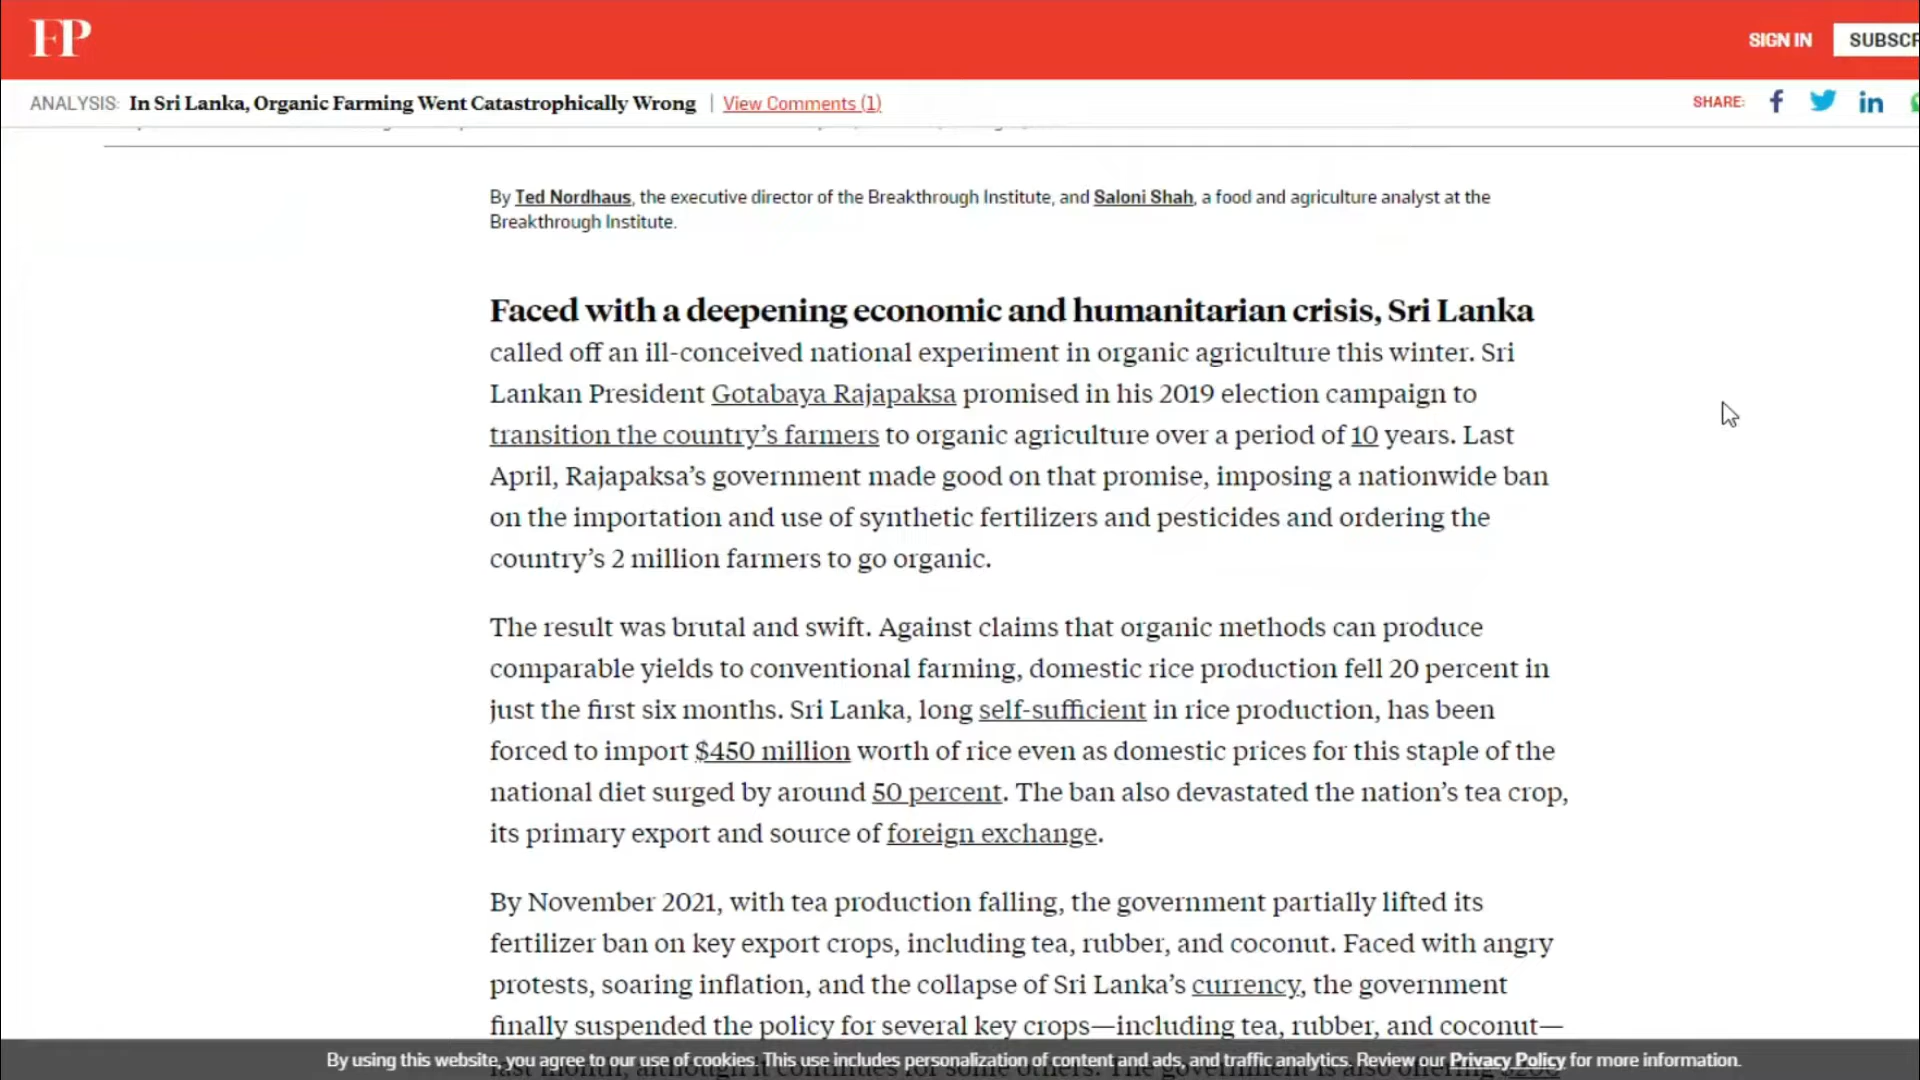 FP
SIGN IN
SUBSCR
ANALYSIS: In Sri Lanka, Organic Farming Went Catastrophically Wrong | View Comments (1)
SHARE:
By Ted Nordhaus, the executive director of the Breakthrough Institute, and Saloni Shah, a food and agriculture analyst at the
Breakthrough Institute.
Faced with a deepening economic and humanitarian crisis, Sri Lanka
called off an ill-conceived national experiment in organic agriculture this winter. Sri
Lankan President Gotabaya Rajapaksa promised in his 2019 election campaign to
transition the country’s farmers to organic agriculture over a period of 10 years. Last
April, Rajapaksa’s government made good on that promise, imposing a nationwide ban
on the importation and use of synthetic fertilizers and pesticides and ordering the
country’s 2 million farmers to go organic.
The result was brutal and swift. Against claims that organic methods can produce
comparable yields to conventional farming, domestic rice production fell 20 percent in
just the first six months. Sri Lanka, long self-sufficient in rice production, has been
forced to import $450 million worth of rice even as domestic prices for this staple of the
national diet surged by around 50 percent. The ban also devastated the nation’s tea crop,
its primary export and source of foreign exchange.
By November 2021, with tea production falling, the government partially lifted its
fertilizer ban on key export crops, including tea, rubber, and coconut. Faced with angry
protests, soaring inflation, and the collapse of Sri Lanka’s currency, the government
finally suspended the policy for several key crops—including tea, rubber, and coconut—
By using this website, you agree to our use of cookies. This use includes personalization of content and ads, and traffic analytics. Review our Privacy Policy for more information.